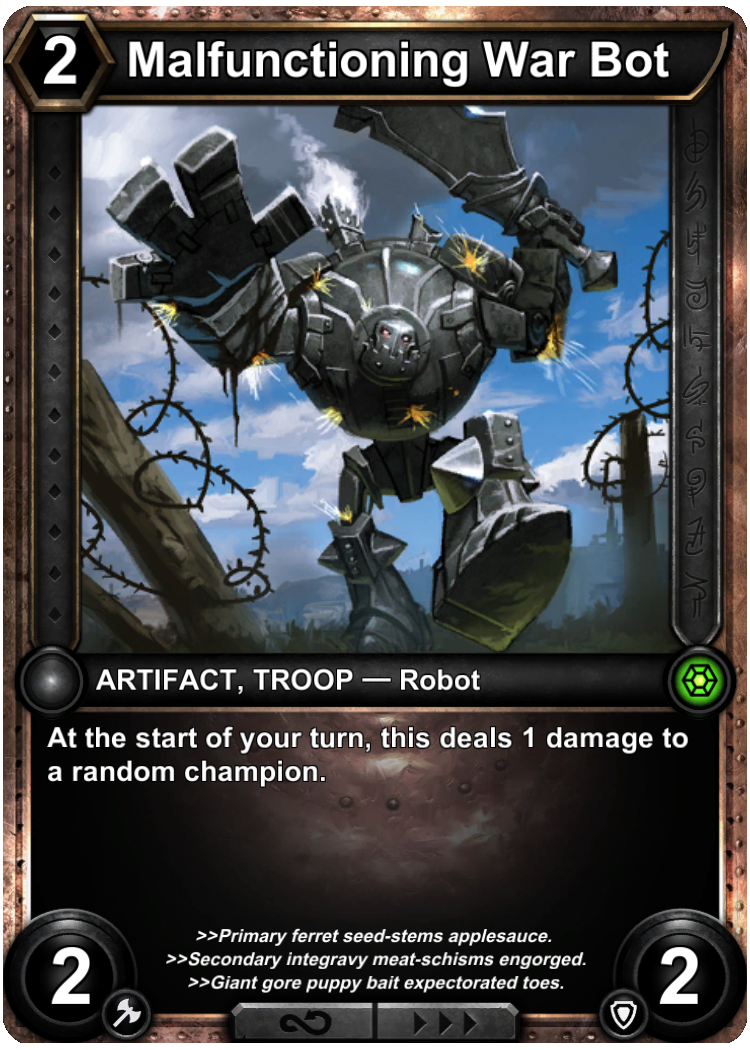 2
Malfunctioning War Bot
ARTIFACT, TROOP — Robot
At the start of your turn, this deals 1 damage to
a random champion.
>>Primary ferret seed-stems applesauce.
>>Secondary integravy meat-schisms engorged.
>>Giant gore puppy bait expectorated toes.
2
2